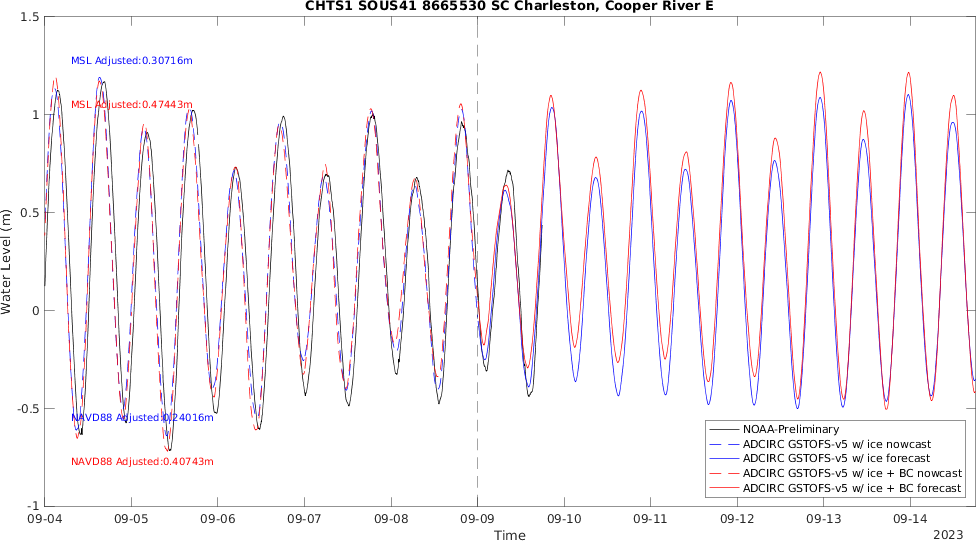 CHTS1 SOUS41 8665530 SC Charleston, Cooper River E
1.5
1
0.5
0
-0.5
-1
Water Level (m)
MSL Adjusted:0.30716m
MSL Adjusted:0.47443m
NAVD88 Adjusted:0.24016m
NAVD88 Adjusted:0.40743m
NOAA-Preliminary
ADCIRC GSTOFS-v5 w/ ice nowcast
ADCIRC GSTOFS-v5 w/ ice forecast
ADCIRC GSTOFS-v5 w/ ice + BC nowcast
ADCIRC GSTOFS-v5 w/ ice + BC forecast
09-04 09-05 09-06 09-07 09-08 09-09 09-10 09-11 09-12 09-13 09-14
Time
2023